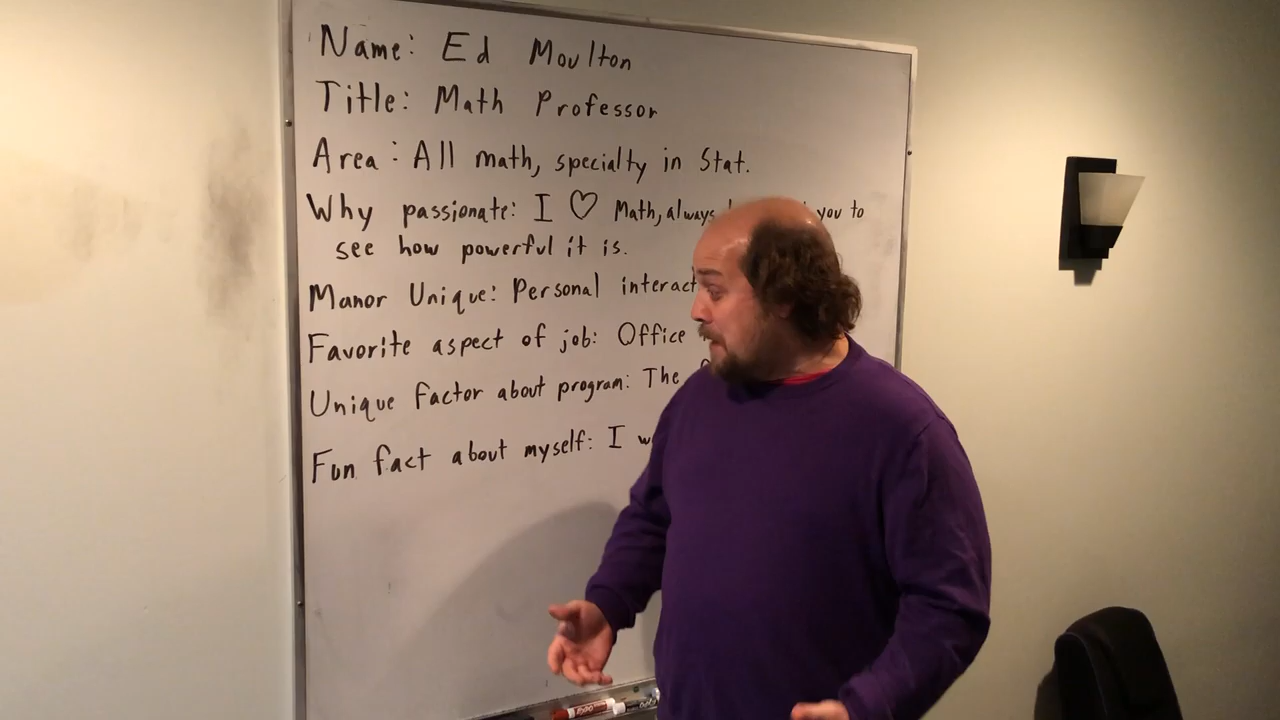 Name: Ed Moulton
Title: Math Professor
Area: All math, specialty in Stat.
Why passionate: I ♡ Math, always you to
see how powerful it is.
Manor Unique: Personal interact
Favorite aspect of job: Office
Unique factor about program: The
Fun fact about myself: I
EXPO